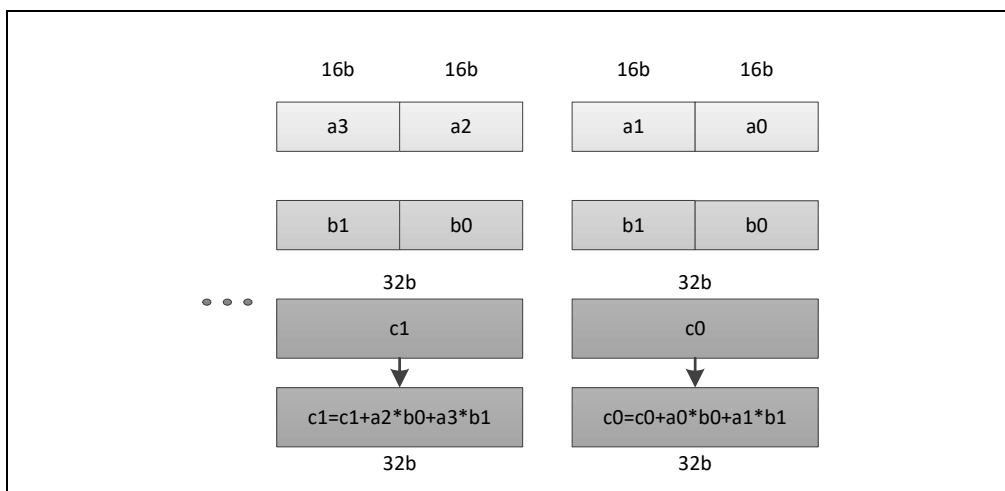 16b 16b 16b 16b
a3 a2 a1 a0
b1 b0 b1 b0
32b 32b
c1 c0
c1=c1+a2*b0+a3*b1 c0=c0+a0*b0+a1*b1
32b 32b